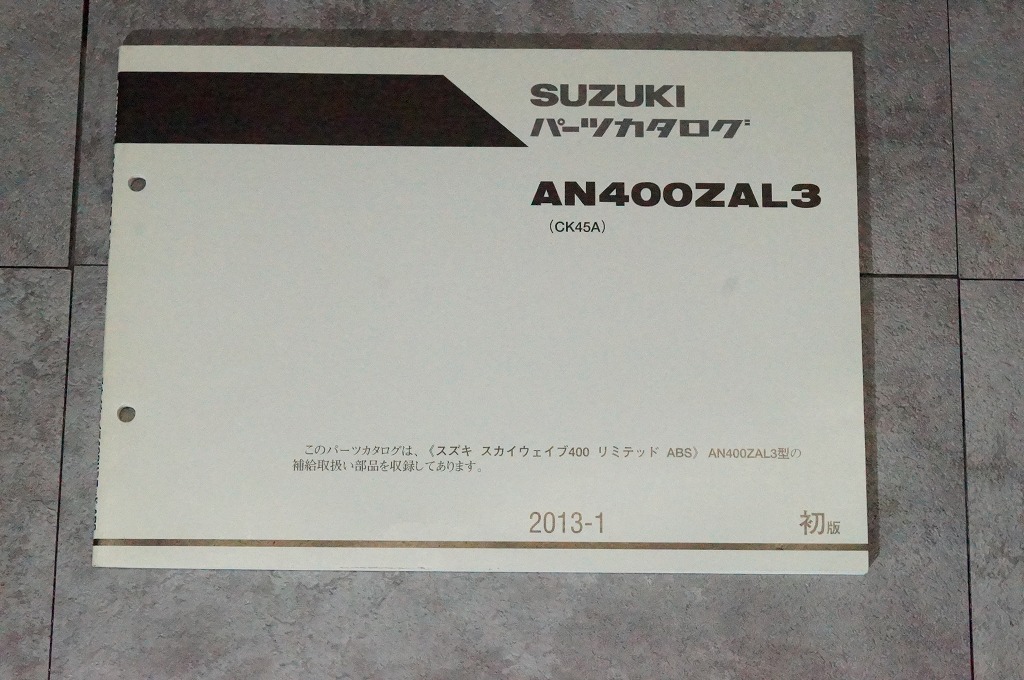 SUZUKI
パーツカタログ
AN400ZAL3
(CK45A)
このパーツカタログは、《スズキ スカイウェイブ400 リミテッド ABS》 AN400ZAL3型の
補給取扱い部品を収録してあります。
2013-1
初版